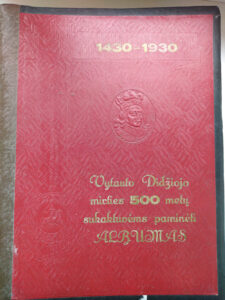 1430-1930
Vytauto Didžiojo
mirties 500 metų
sukaktuvėms paminėti
ALBUMAS